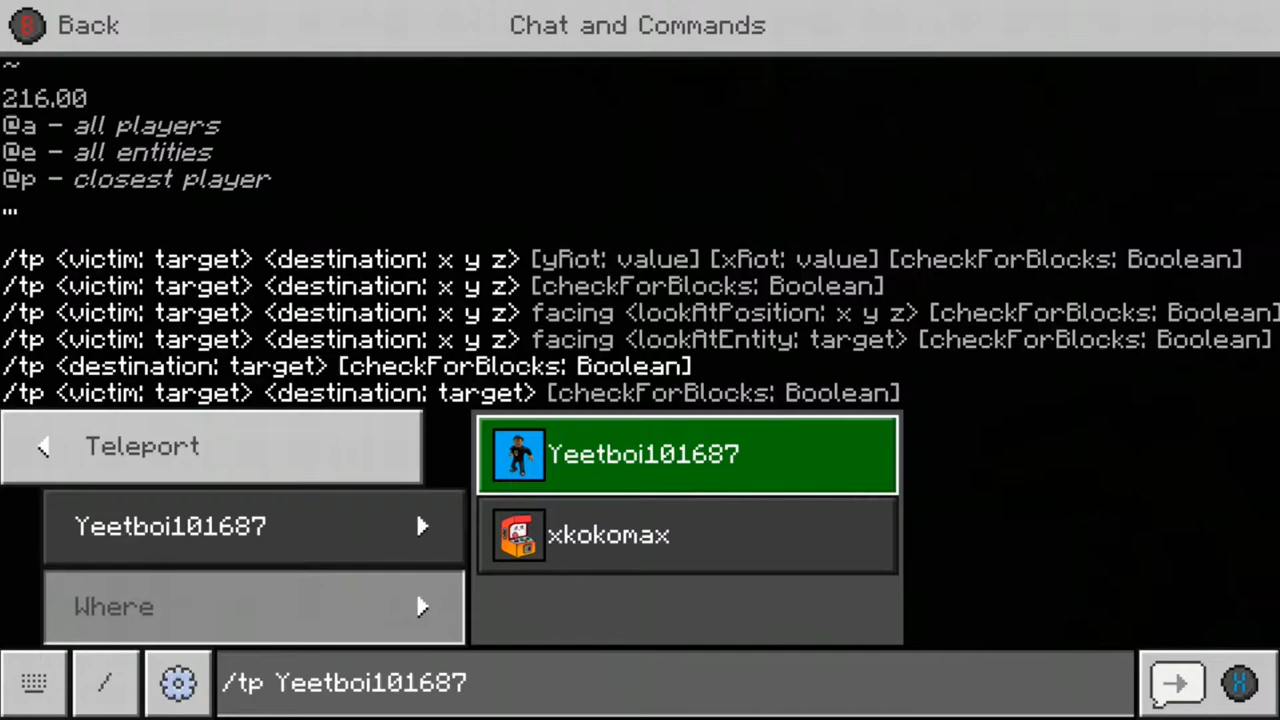 B Back
Chat and Commands
~
216.00
@a - all players
@e - all entities
@p - closest player
...
/tp <victim: target> <destination: x y z> [yRot: value] [xRot: value] [checkForBlocks: Boolean]
/tp <victim: target> <destination: x y z> [checkForBlocks: Boolean]
/tp <victim: target> <destination: x y z> facing <lookAtPosition: x y z> [checkForBlocks: Boolean]
/tp <victim: target> <destination: x y z> facing <lookAtEntity: target> [checkForBlocks: Boolean]
/tp <destination: target> [checkForBlocks: Boolean]
/tp <victim: target> <destination: target> [checkForBlocks: Boolean]
Teleport
Yeetboi101687
Where
Yeetboi101687
xkokomax
/
/tp Yeetboi101687
X